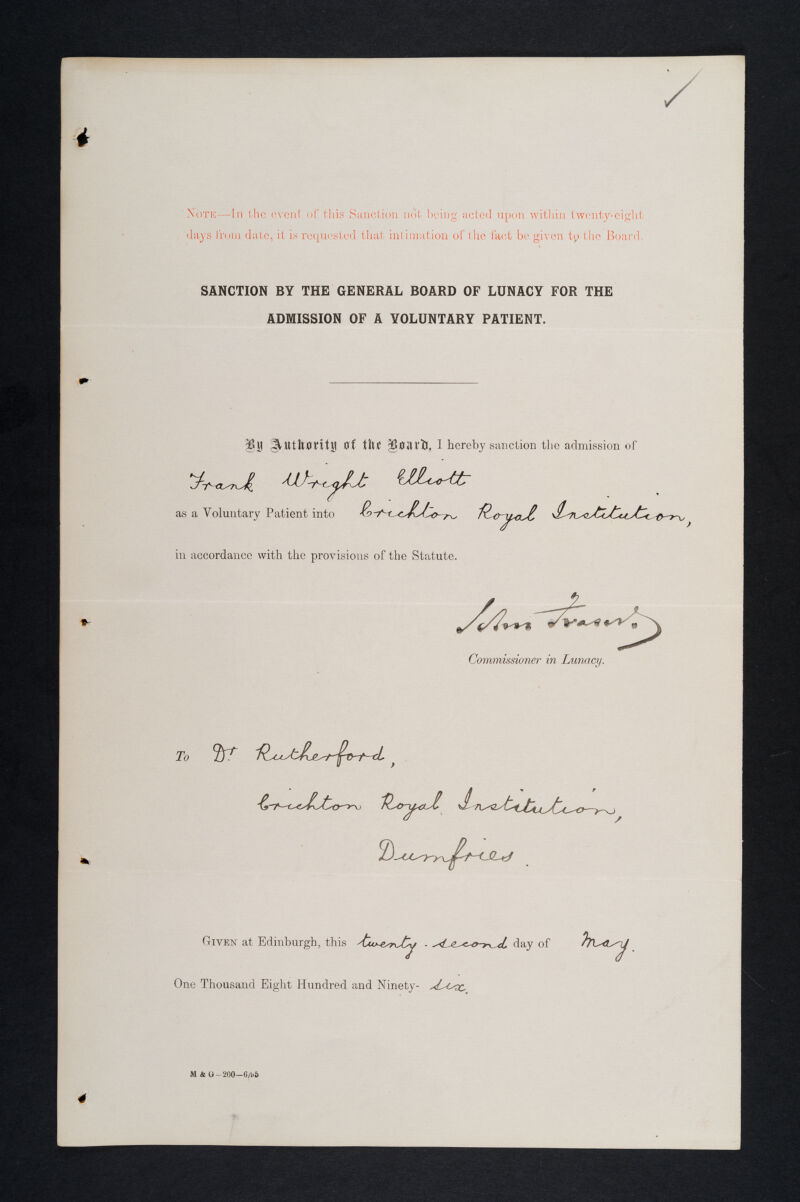 NOTE—In the event of this Sanction not being acted upon within twenty-eight
days from date, it is requested that intimation of the fact be given to the Board.
SANCTION BY THE GENERAL BOARD OF LUNACY FOR THE
ADMISSION OF A VOLUNTARY PATIENT.
By Authority of the Board, I hereby sanction the admission of
Frank Wright Elliott
as a Voluntary Patient into Crichton Royal Institution,
in accordance with the provisions of the Statute.
John Fraser.
Commissioner in Lunacy.
To Dr Rutherford,
Crichton Royal Institution,
Dumfries.
GIVEN at Edinburgh, this twenty-second day of May.
One Thousand Eight Hundred and Ninety- six.
M & G—200—6/95